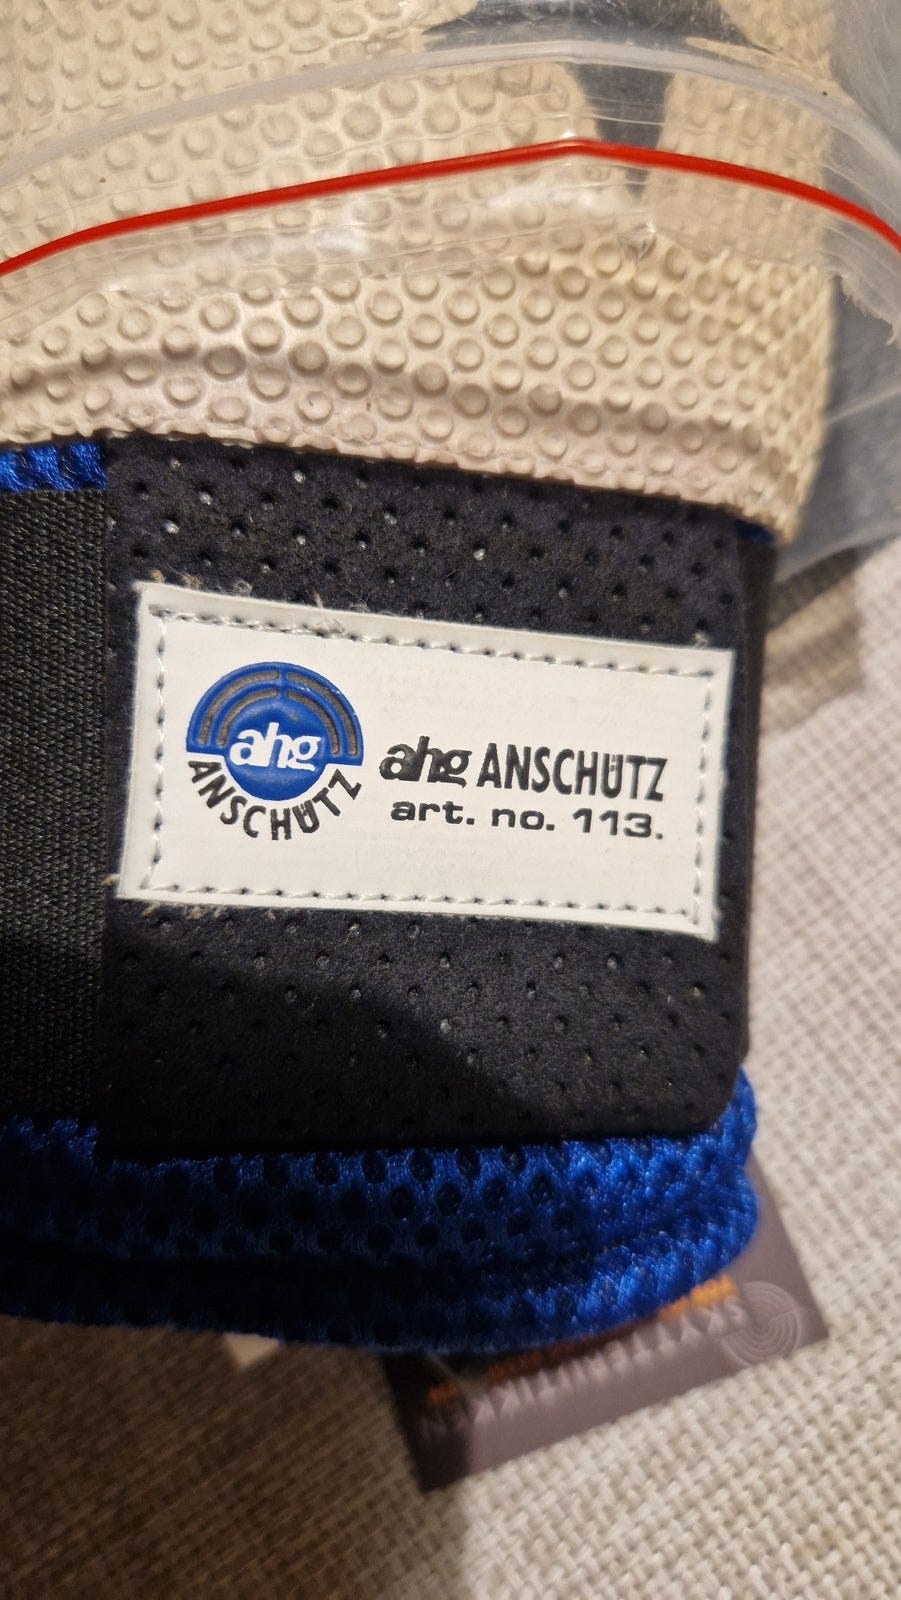 ahg
ANSCHÜTZ
ahg ANSCHÜTZ
art. no. 113.